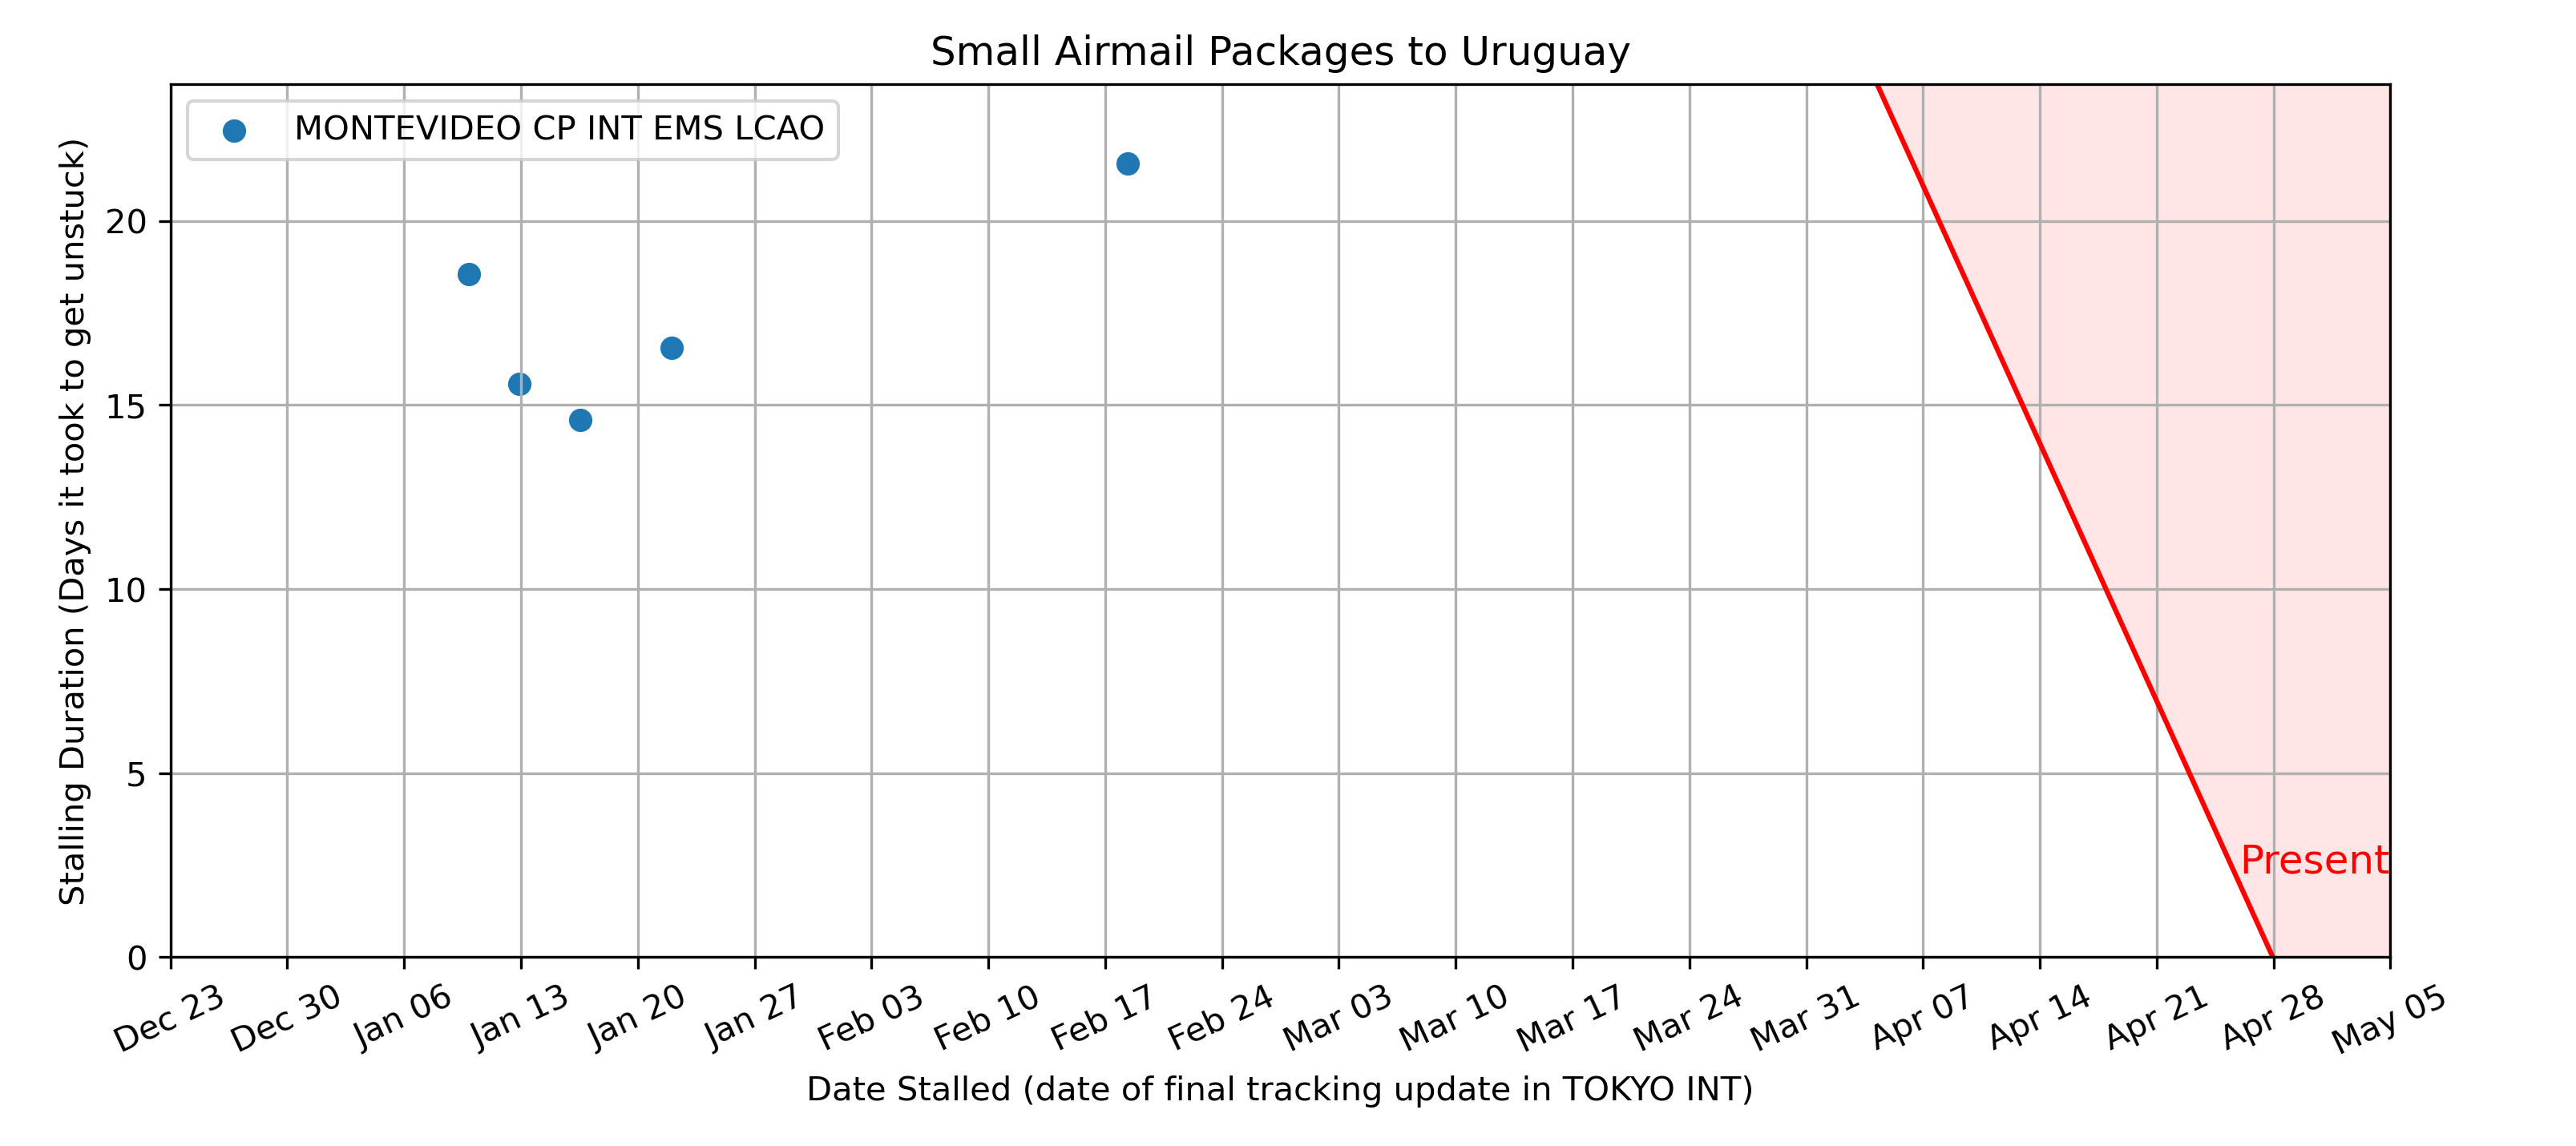 Small Airmail Packages to Uruguay
MONTEVIDEO CP INT EMS LCAO
Stalling Duration (Days it took to get unstuck)
20
15
10
5
0
Present
Dec 23
Dec 30
Jan 06
Jan 13
Jan 20
Jan 27
Feb 03
Feb 10
Feb 17
Feb 24
Mar 03
Mar 10
Mar 17
Mar 24
Mar 31
Apr 07
Apr 14
Apr 21
Apr 28
May 05
Date Stalled (date of final tracking update in TOKYO INT)